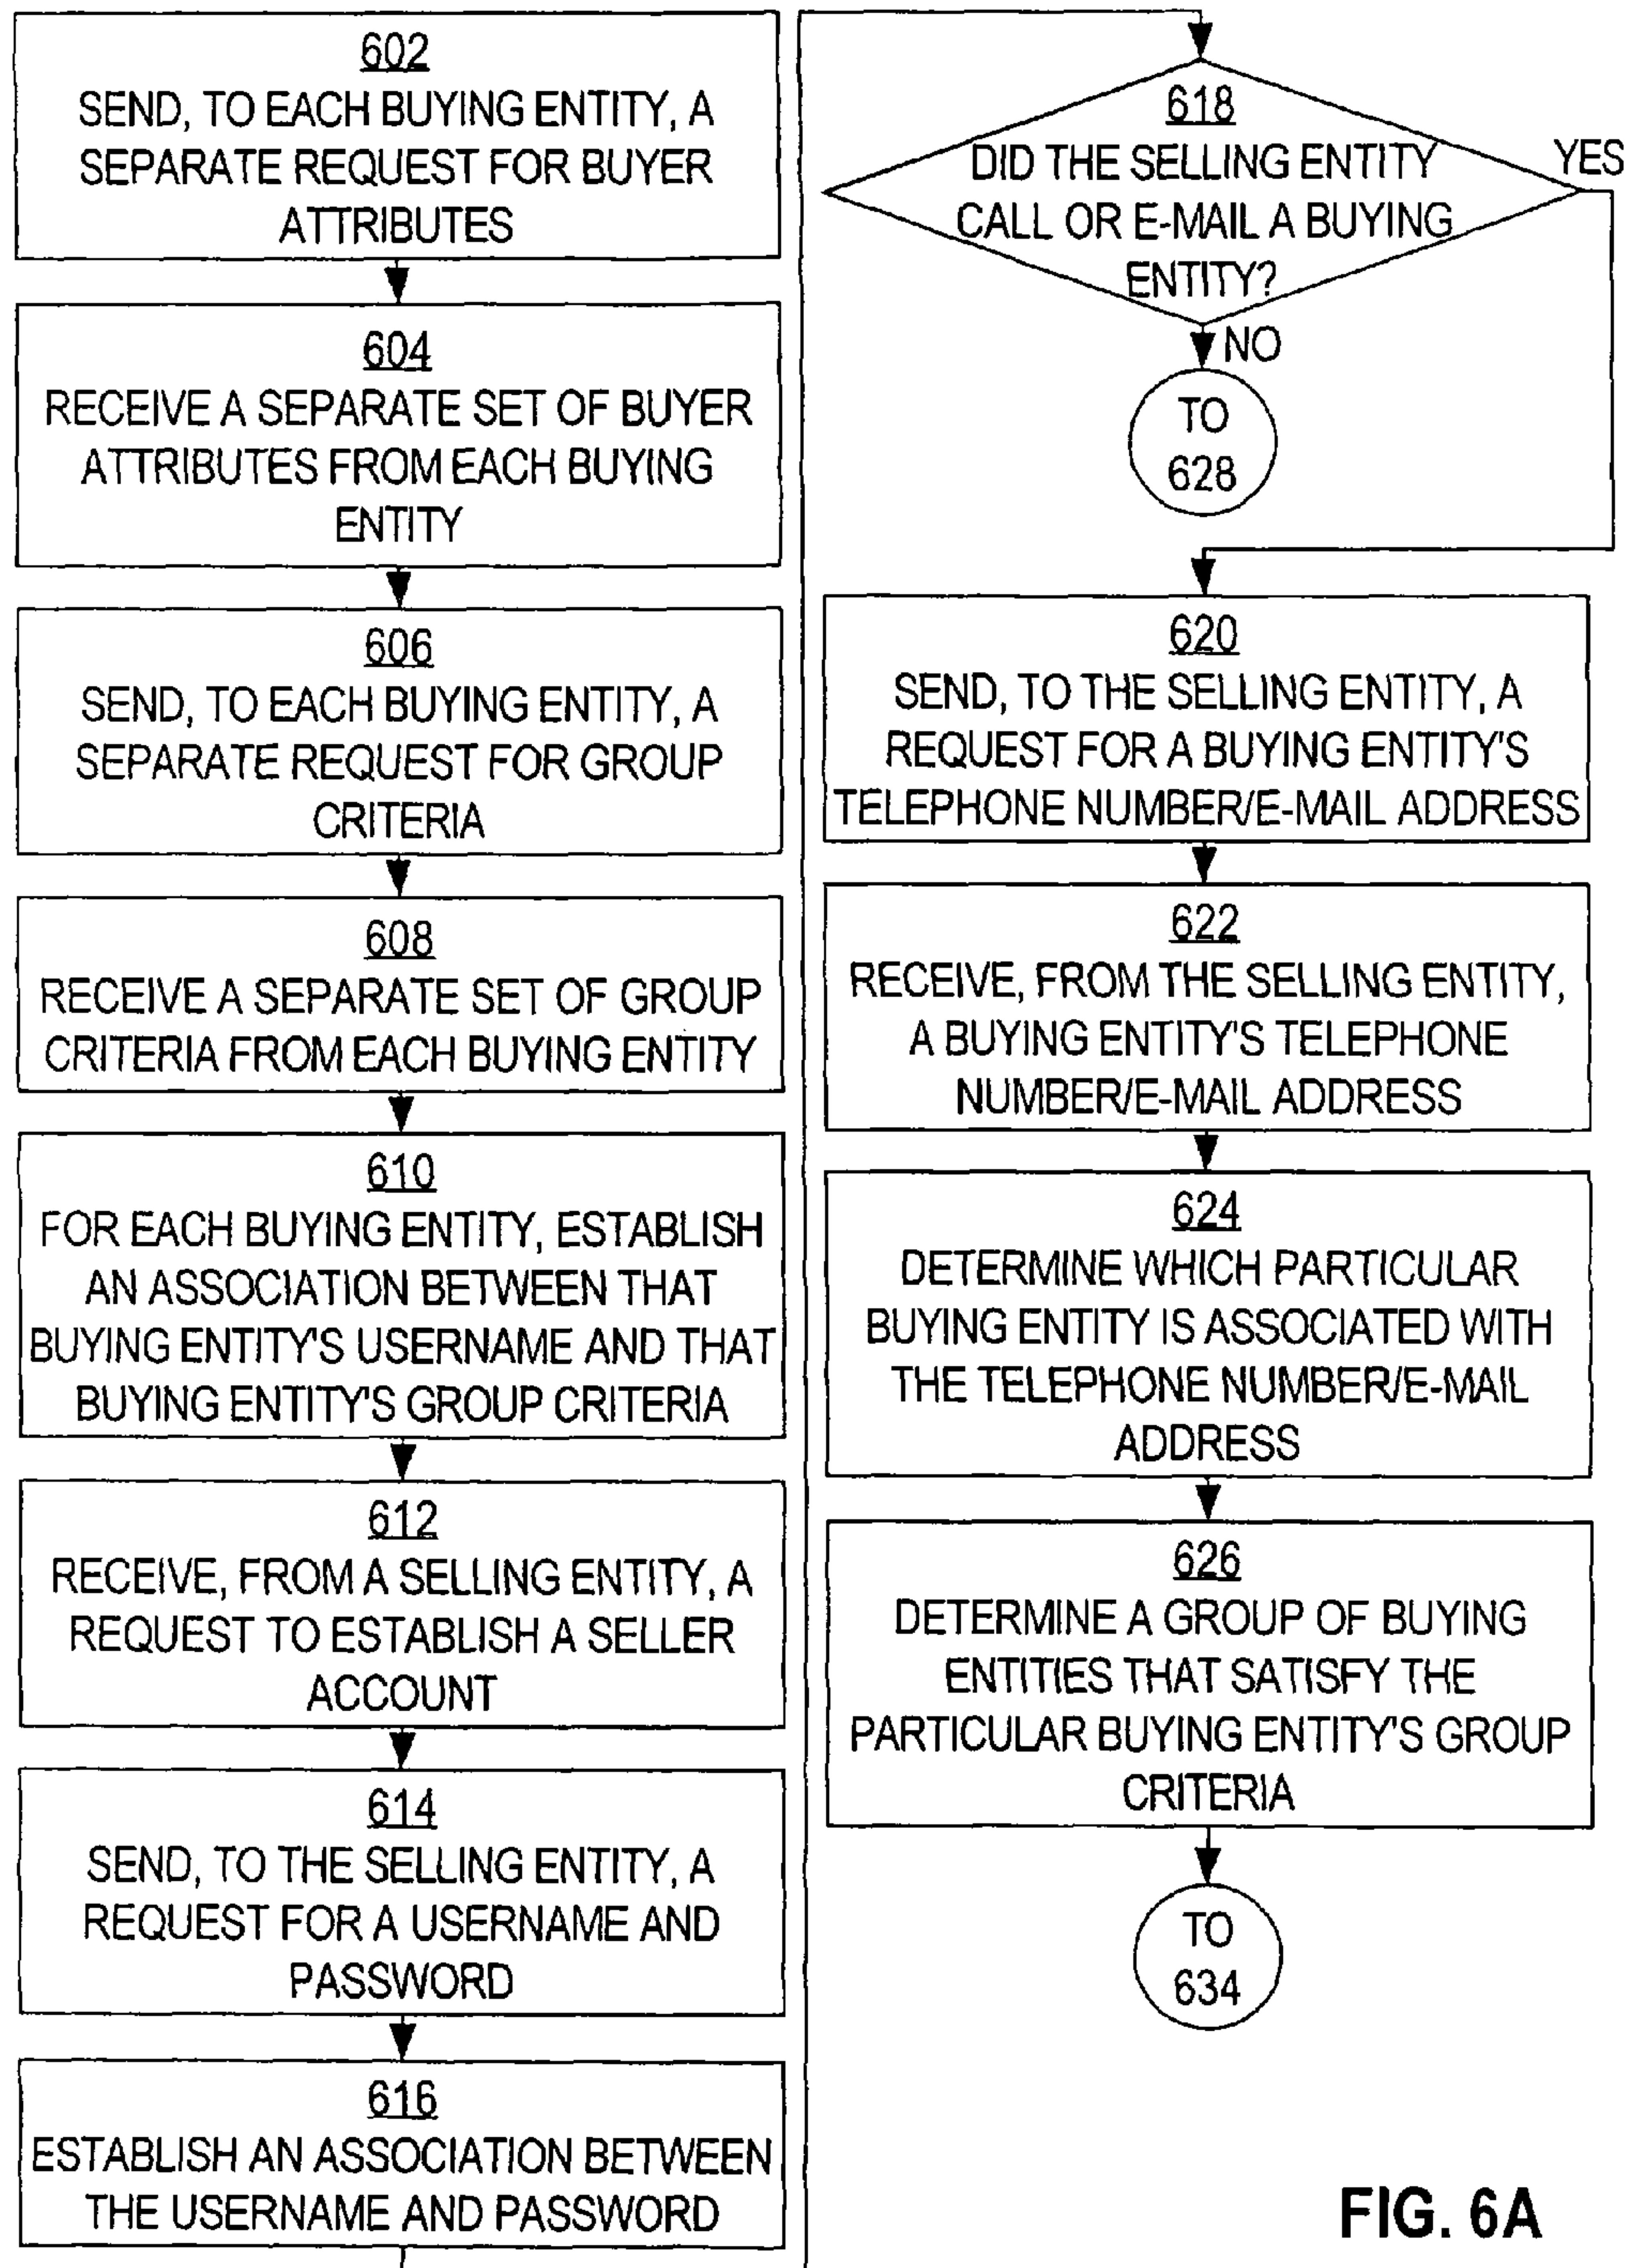 602
SEND, TO EACH BUYING ENTITY, A
SEPARATE REQUEST FOR BUYER
ATTRIBUTES
604
RECEIVE A SEPARATE SET OF BUYER
ATTRIBUTES FROM EACH BUYING
ENTITY
606
SEND, TO EACH BUYING ENTITY, A
SEPARATE REQUEST FOR GROUP
CRITERIA
608
RECEIVE A SEPARATE SET OF GROUP
CRITERIA FROM EACH BUYING ENTITY
610
FOR EACH BUYING ENTITY, ESTABLISH
AN ASSOCIATION BETWEEN THAT
BUYING ENTITY'S USERNAME AND THAT
BUYING ENTITY'S GROUP CRITERIA
612
RECEIVE, FROM A SELLING ENTITY, A
REQUEST TO ESTABLISH A SELLER
ACCOUNT
614
SEND, TO THE SELLING ENTITY, A
REQUEST FOR A USERNAME AND
PASSWORD
616
ESTABLISH AN ASSOCIATION BETWEEN
THE USERNAME AND PASSWORD
618
DID THE SELLING ENTITY
CALL OR E-MAIL A BUYING
ENTITY?
YES
NO
TO
628
620
SEND, TO THE SELLING ENTITY, A
REQUEST FOR A BUYING ENTITY'S
TELEPHONE NUMBER/E-MAIL ADDRESS
622
RECEIVE, FROM THE SELLING ENTITY,
A BUYING ENTITY'S TELEPHONE
NUMBER/E-MAIL ADDRESS
624
DETERMINE WHICH PARTICULAR
BUYING ENTITY IS ASSOCIATED WITH
THE TELEPHONE NUMBER/E-MAIL
ADDRESS
626
DETERMINE A GROUP OF BUYING
ENTITIES THAT SATISFY THE
PARTICULAR BUYING ENTITY'S GROUP
CRITERIA
TO
634
FIG. 6A